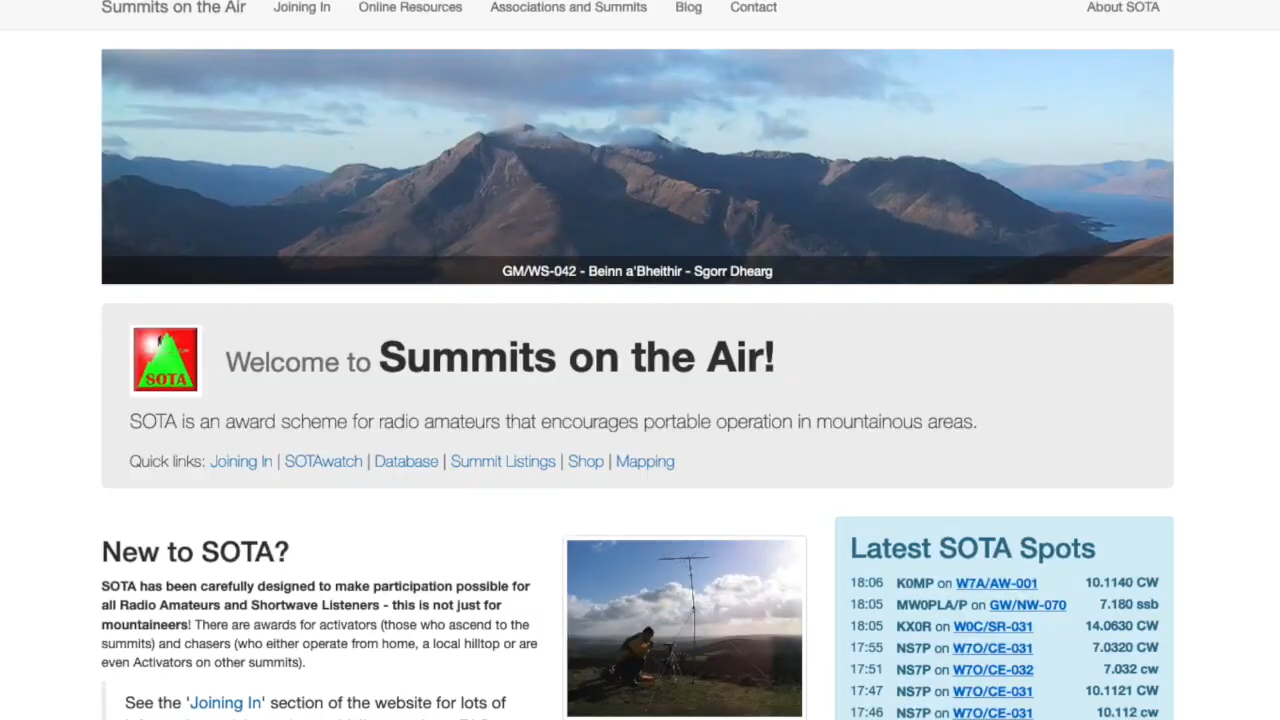 Summits on the Air Joining In Online Resources Associations and Summits Blog Contact About SOTA
GM/WS-042 - Beinn a'Bheithir - Sgorr Dhearg
SOTA
Welcome to Summits on the Air!
SOTA is an award scheme for radio amateurs that encourages portable operation in mountainous areas.
Quick links: Joining In | SOTAwatch | Database | Summit Listings | Shop | Mapping
New to SOTA?
SOTA has been carefully designed to make participation possible for
all Radio Amateurs and Shortwave Listeners - this is not just for
mountaineers! There are awards for activators (those who ascend to the
summits) and chasers (who either operate from home, a local hilltop or are
even Activators on other summits).
See the 'Joining In' section of the website for lots of
Latest SOTA Spots
18:06 K0MP on W7A/AW-001 10.1140 CW
18:05 MW0PLA/P on GW/NW-070 7.180 ssb
18:05 KX0R on W0C/SR-031 14.0630 CW
17:55 NS7P on W7O/CE-031 7.0320 CW
17:51 NS7P on W7O/CE-032 7.032 cw
17:47 NS7P on W7O/CE-031 10.1121 CW
17:46 NS7P on W7O/CE-031 10.112 cw